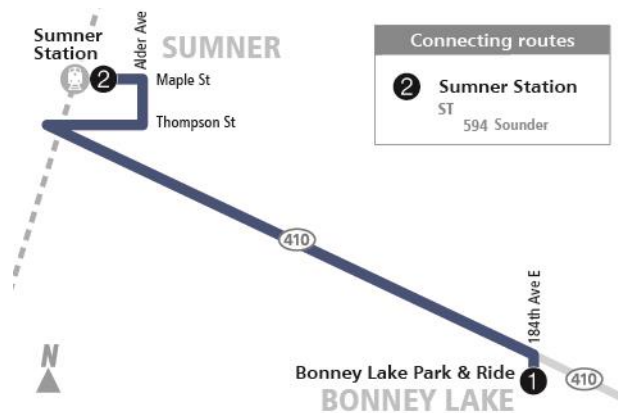 Sumner
Station
2
Alder Ave
SUMNER
Maple St
Thompson St
Connecting routes
2 Sumner Station
ST
594 Sounder
410
184th Ave E
Bonney Lake Park & Ride
1
410
BONNEY LAKE
N